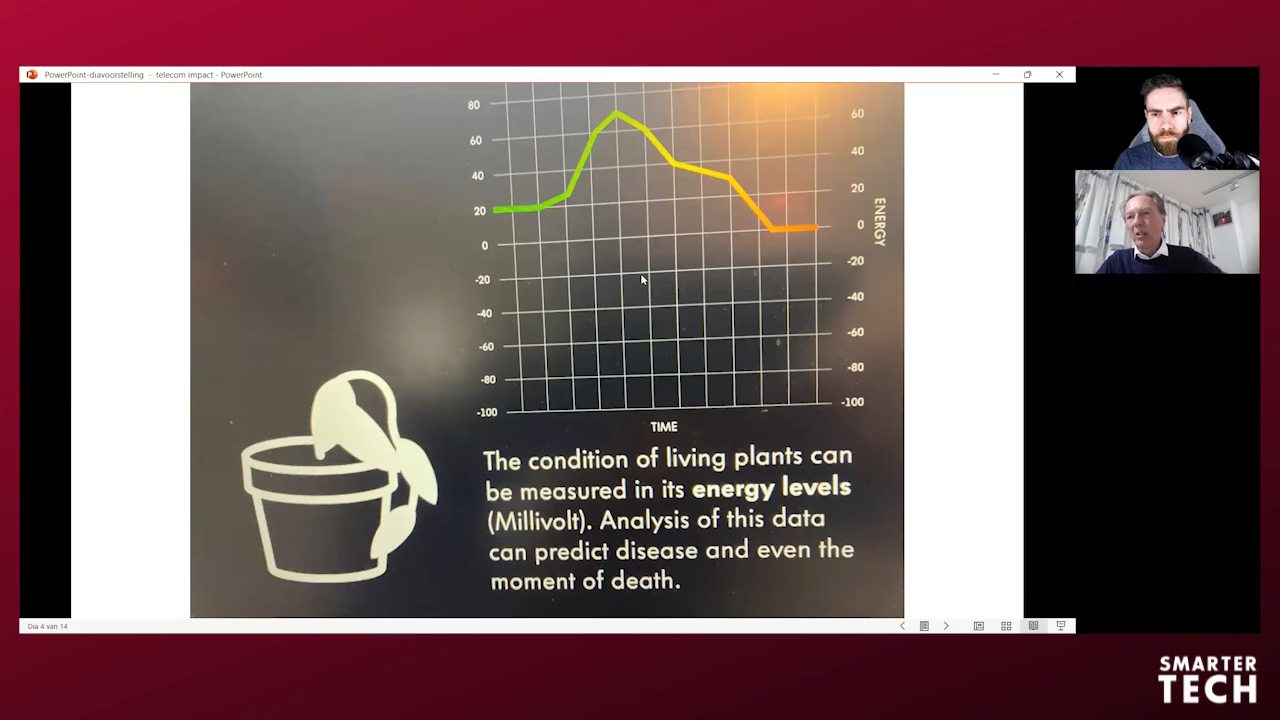 PowerPoint-diavoorstelling - telecom impact - PowerPoint
80
60
40
20
0
-20
-40
-60
-80
-100
60
40
20
0
-20
-40
-60
-80
-100
ENERGY
TIME
The condition of living plants can
be measured in its energy levels
(Millivolt). Analysis of this data
can predict disease and even the
moment of death.
Dia 4 van 14
SMARTER
TECH